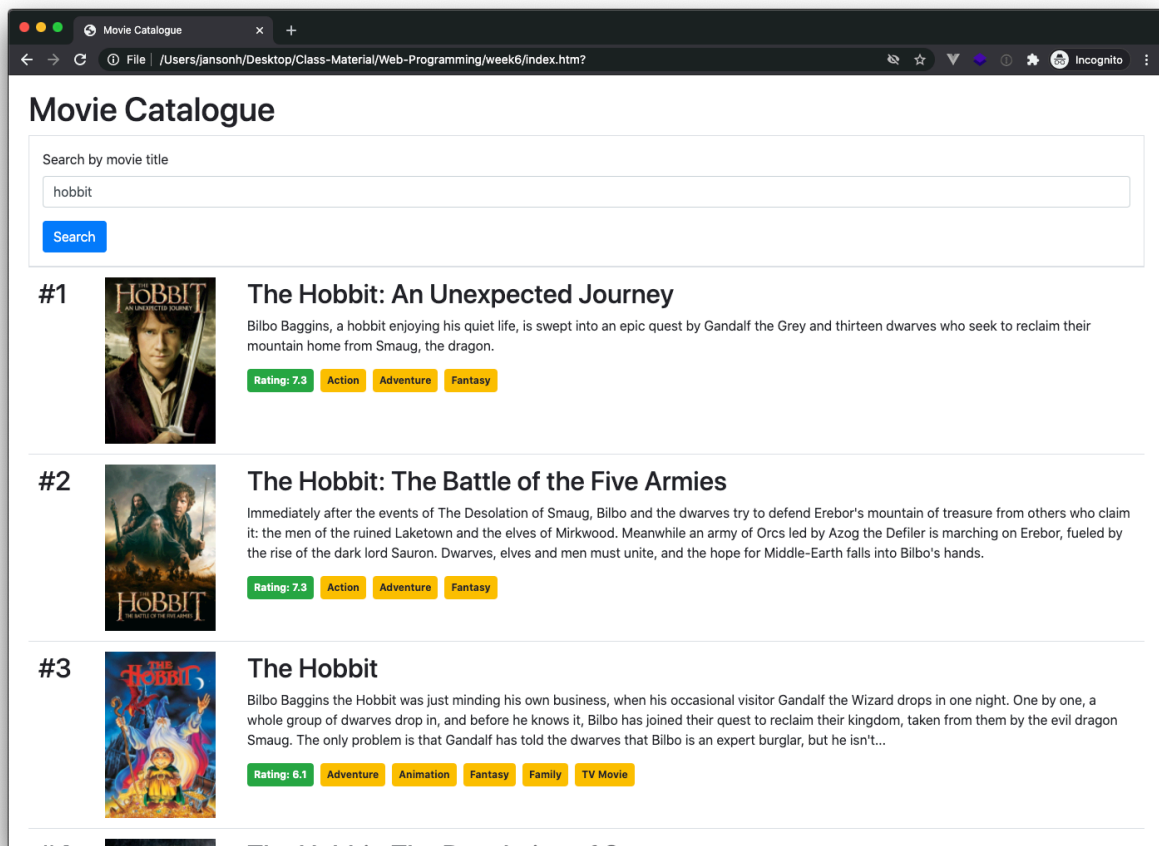 Movie Catalogue
File /Users/jansonh/Desktop/Class-Material/Web-Programming/week6/index.htm?
Incognito
Movie Catalogue
Search by movie title
hobbit
Search
#1
THE HOBBIT
AN UNEXPECTED JOURNEY
The Hobbit: An Unexpected Journey
Bilbo Baggins, a hobbit enjoying his quiet life, is swept into an epic quest by Gandalf the Grey and thirteen dwarves who seek to reclaim their
mountain home from Smaug, the dragon.
Rating: 7.3 Action Adventure Fantasy
#2
THE HOBBIT
THE BATTLE OF THE FIVE ARMIES
The Hobbit: The Battle of the Five Armies
Immediately after the events of The Desolation of Smaug, Bilbo and the dwarves try to defend Erebor's mountain of treasure from others who claim
it: the men of the ruined Laketown and the elves of Mirkwood. Meanwhile an army of Orcs led by Azog the Defiler is marching on Erebor, fueled by
the rise of the dark lord Sauron. Dwarves, elves and men must unite, and the hope for Middle-Earth falls into Bilbo's hands.
Rating: 7.3 Action Adventure Fantasy
#3
THE HOBBIT
The Hobbit
Bilbo Baggins the Hobbit was just minding his own business, when his occasional visitor Gandalf the Wizard drops in one night. One by one, a
whole group of dwarves drop in, and before he knows it, Bilbo has joined their quest to reclaim their kingdom, taken from them by the evil dragon
Smaug. The only problem is that Gandalf has told the dwarves that Bilbo is an expert burglar, but he isn't...
Rating: 6.1 Adventure Animation Fantasy Family TV Movie